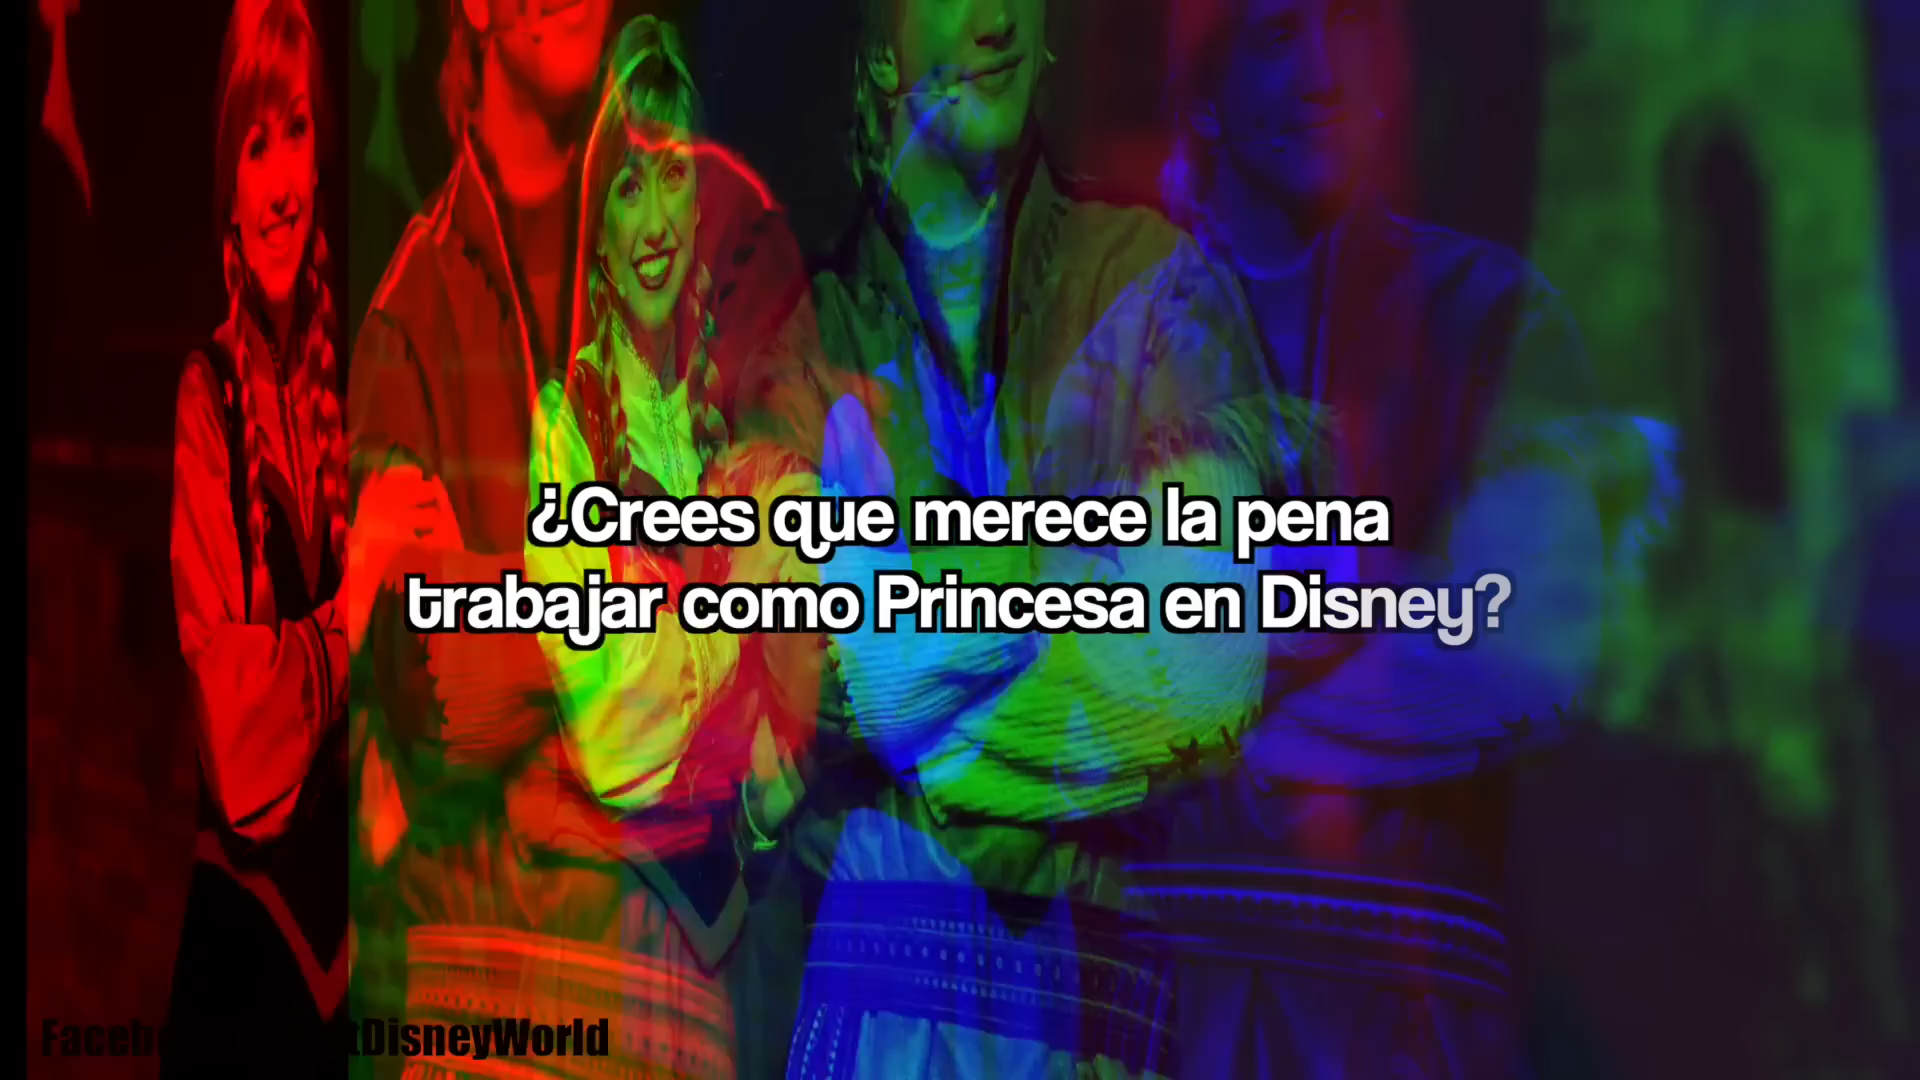 ¿Crees que merece la pena
trabajar como Princesa en Disney?
DisneyWorld